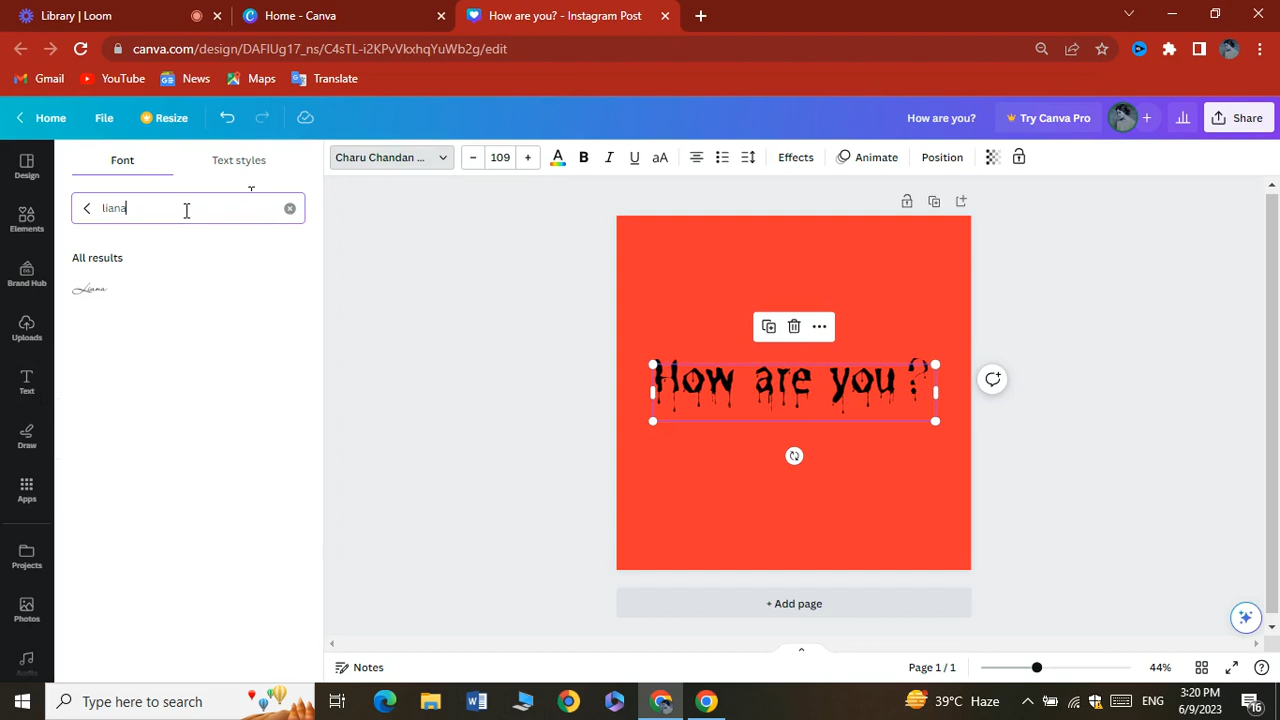 Library | Loom
Home - Canva
How are you? - Instagram Post
canva.com/design/DAFlUg17_ns/C4sTL-i2KPvVkxhqYuWb2g/edit
Gmail YouTube News Maps Translate
Home File Resize How are you? Try Canva Pro Share
Font Text styles
Charu Chandan ... 109 B I U aA Effects Animate Position
liana
All results
Liana
Design
Elements
Brand Hub
Uploads
Text
Draw
Apps
Projects
Photos
Audio
How are you ?
+ Add page
Notes Page 1 / 1 44%
Type here to search
39°C Haze ENG
3:20 PM
6/9/2023
16